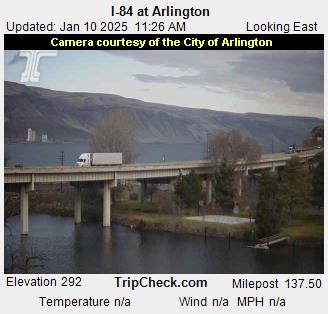 I-84 at Arlington
Updated: Jan 10 2025 11:26 AM Looking East
Camera courtesy of the City of Arlington
Elevation 292 TripCheck.com Milepost 137.50
Temperature n/a Wind n/a MPH n/a